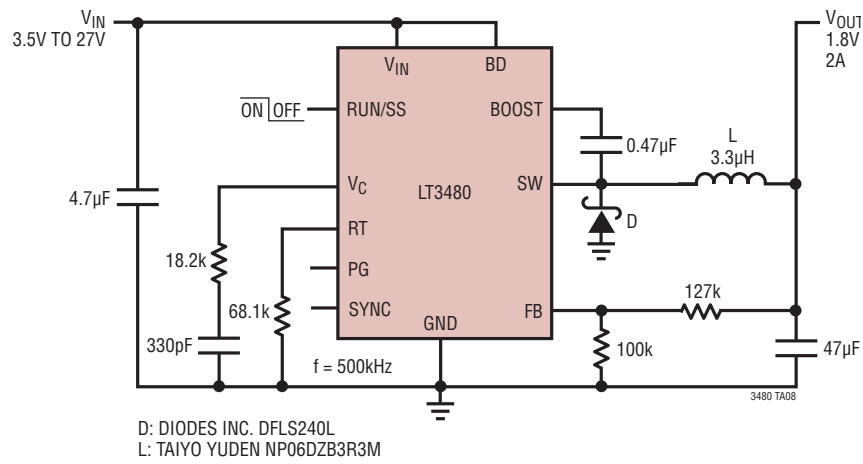 VIN
3.5V TO 27V
VOUT
1.8V
2A
VIN
BD
ON OFF
RUN/SS
BOOST
L
3.3µH
0.47µF
4.7µF
VC
LT3480
SW
D
RT
18.2k
PG
127k
68.1k
SYNC
FB
GND
330pF
f = 500kHz
100k
47µF
3480 TA08
D: DIODES INC. DFLS240L
L: TAIYO YUDEN NP06DZB3R3M